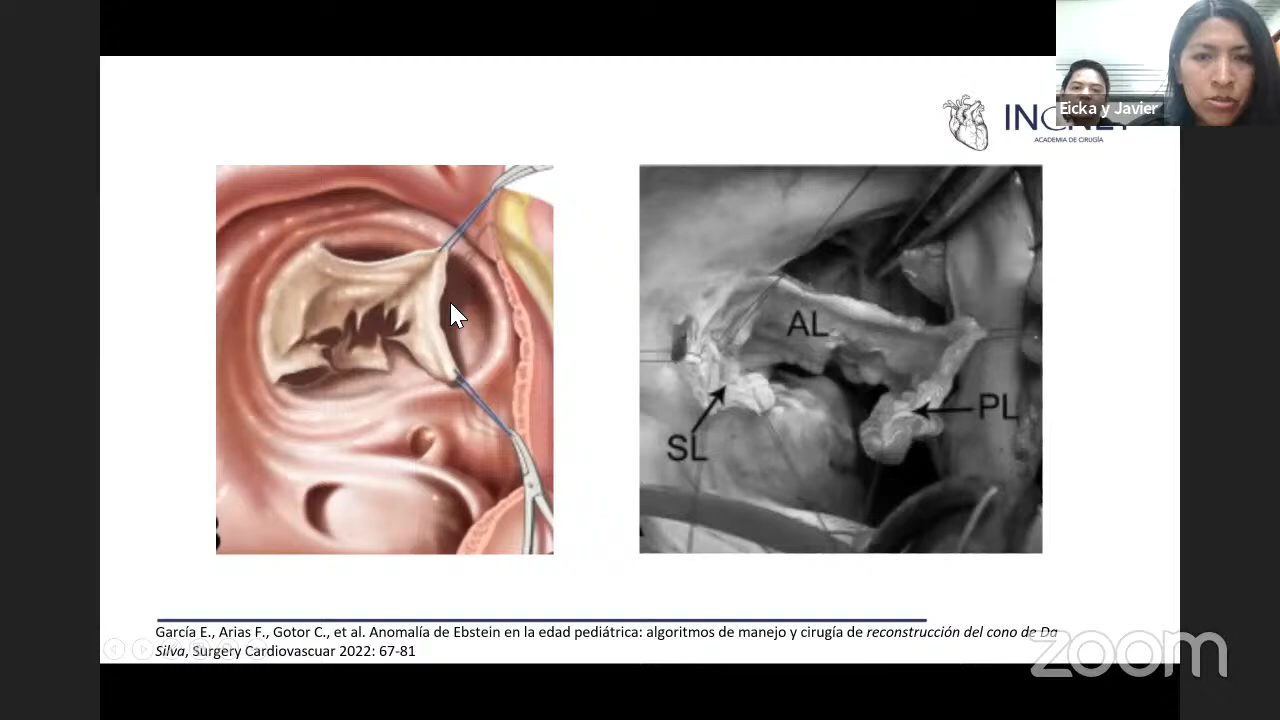 Eicka y Javier
ACADEMIA DE CIRUGÍA
AL
SL
PL
García E., Arias F., Gotor C., et al. Anomalía de Ebstein en la edad pediátrica: algoritmos de manejo y cirugía de reconstrucción del cono de Da
Silva, Surgery Cardiovascuar 2022: 67-81
zoom